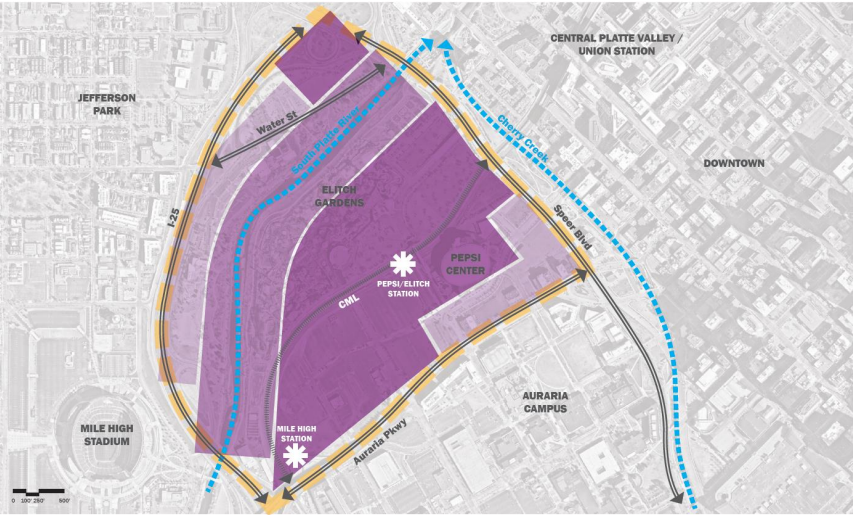 CENTRAL PLATTE VALLEY /
UNION STATION
JEFFERSON
PARK
Water St
South Platte River
Cherry Creek
DOWNTOWN
ELITCH
GARDENS
I-25
Speer Blvd
PEPSI
CENTER
PEPSI/ELITCH
STATION
CML
AURARIA
CAMPUS
MILE HIGH
STADIUM
MILE HIGH
STATION
Auraria Pkwy
0 100' 250' 500'